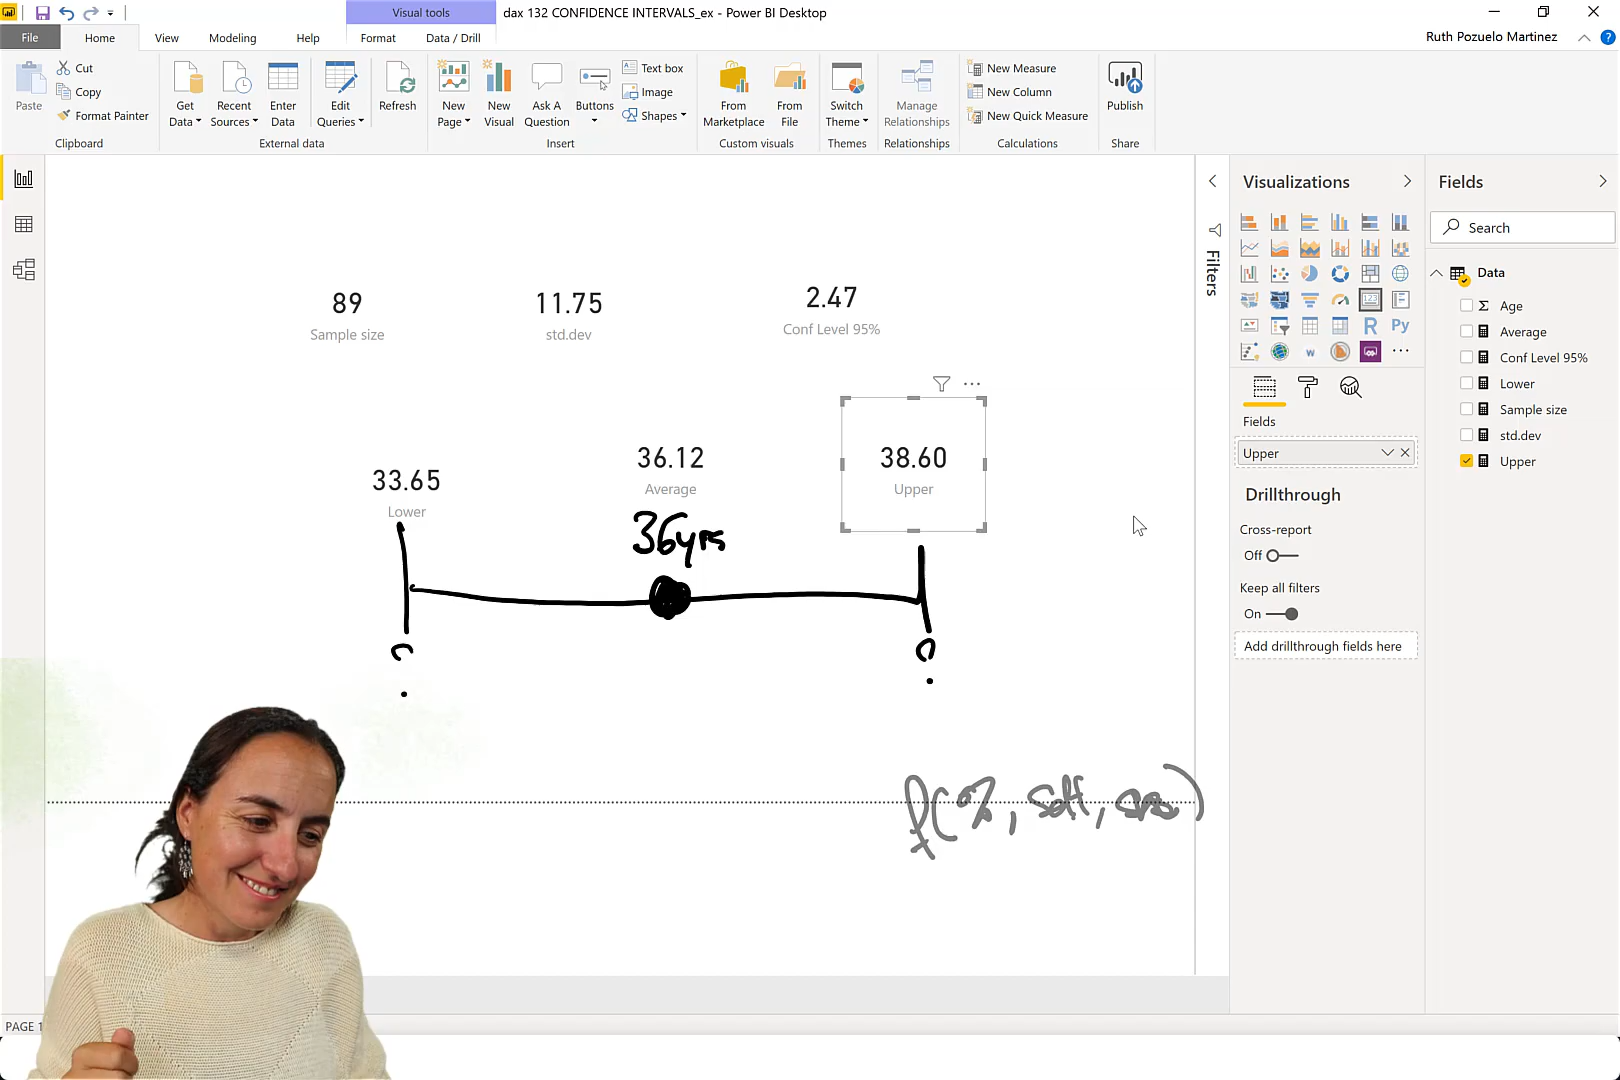 Visual tools
dax 132 CONFIDENCE INTERVALS_ex - Power BI Desktop
File
Home
View
Modeling
Help
Format
Data / Drill
Ruth Pozuelo Martinez
Paste
Cut
Copy
Format Painter
Clipboard
Get
Data
Recent
Sources
Enter
Data
Edit
Queries
Refresh
External data
New
Page
New
Visual
Ask A
Question
Buttons
Text box
Image
Shapes
Insert
From
Marketplace
From
File
Custom visuals
Switch
Theme
Themes
Manage
Relationships
Relationships
New Measure
New Column
New Quick Measure
Calculations
Publish
Share
89
Sample size
11.75
std.dev
2.47
Conf Level 95%
33.65
Lower
36.12
Average
38.60
Upper
36yrs
?
?
f(%,
PAGE 1
Filters
Visualizations
123
R
Py
Fields
Upper
Drillthrough
Cross-report
Off
Keep all filters
On
Add drillthrough fields here
Fields
Search
Data
Age
Average
Conf Level 95%
Lower
Sample size
std.dev
Upper